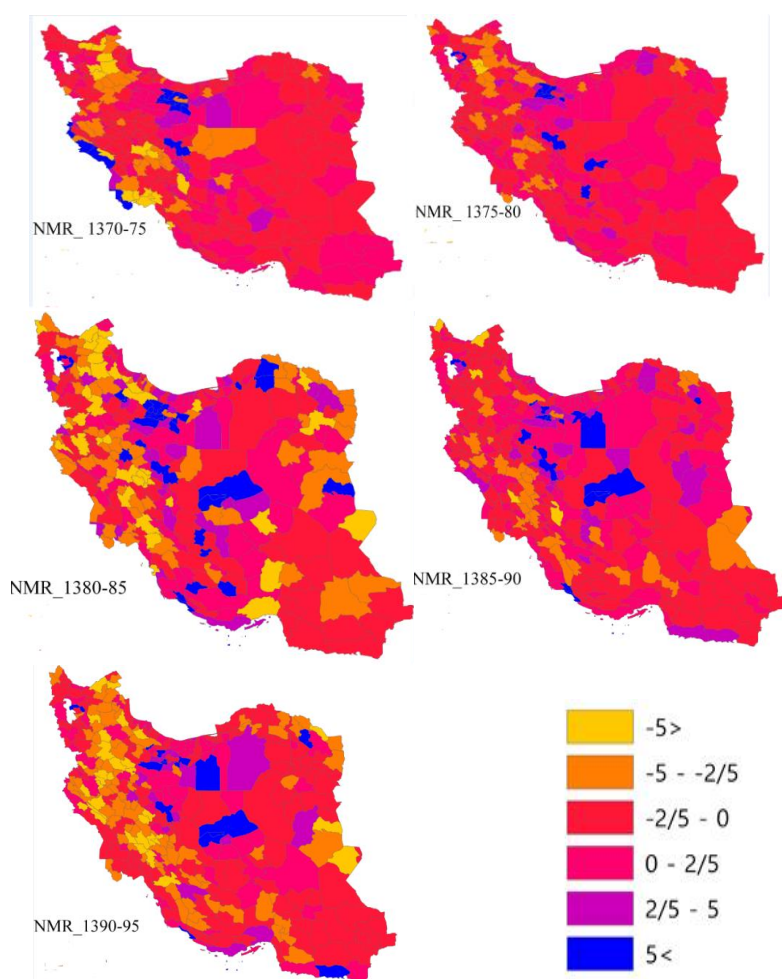 NMR_ 1370-75
NMR_ 1375-80
NMR_1380-85
NMR_1385-90
NMR_1390-95
-5>
-5 - -2/5
-2/5 - 0
0 - 2/5
2/5 - 5
5<